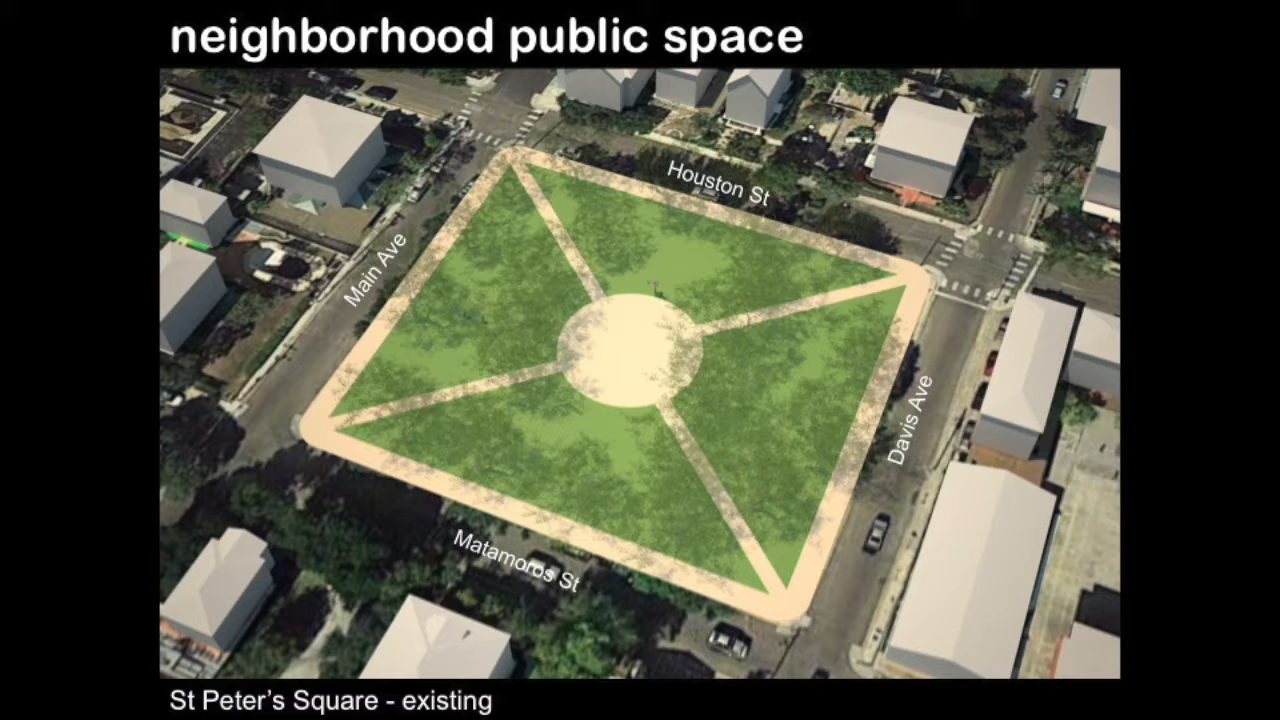 neighborhood public space
Houston St
Main Ave
Davis Ave
Matamoros St
St Peter's Square - existing